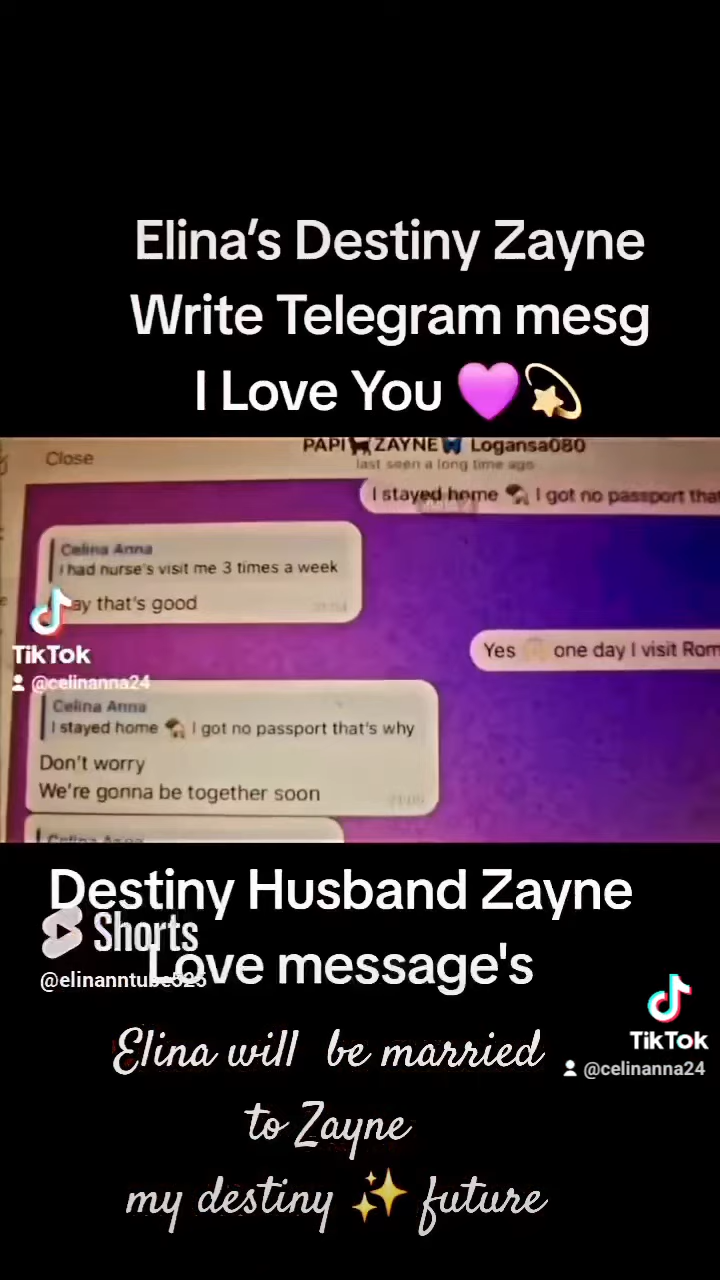 Elina's Destiny Zayne
Write Telegram mesg
I Love You 💜💫
Close
PAPI🐕ZAYNE🦋 Logansa080
last seen a long time ago
I stayed home 🏠 I got no passport that
Celina Anna
I had nurse's visit me 3 times a week
ay that's good
TikTok
@celinanna24
Yes one day I visit Rom
Celina Anna
I stayed home 🏠 I got no passport that's why
Don't worry
We're gonna be together soon
Destiny Husband Zayne
Shorts
Love message's
@elinanntube525
TikTok
@celinanna24
Elina will be married
to Zayne
my destiny ✨ future